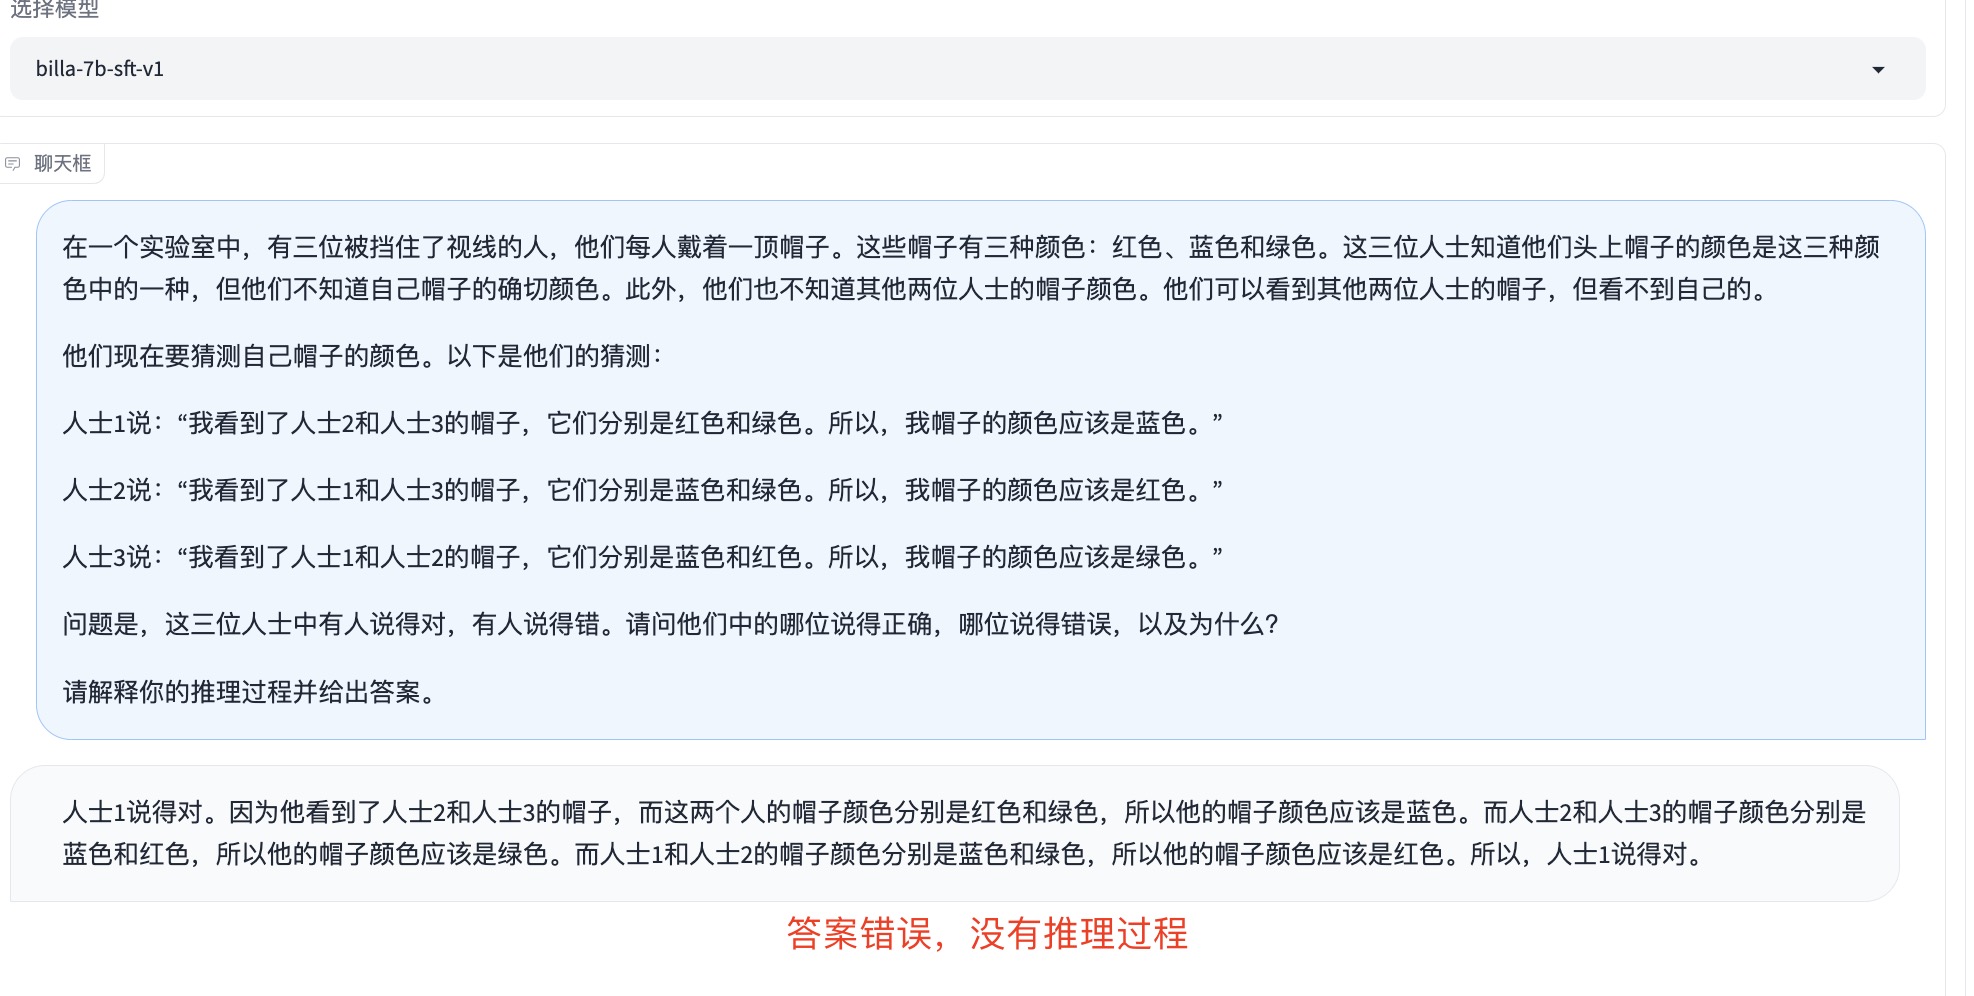 选择模型
billa-7b-sft-v1
聊天框
在一个实验室中，有三位被挡住了视线的人，他们每人戴着一顶帽子。这些帽子有三种颜色：红色、蓝色和绿色。这三位人士知道他们头上帽子的颜色是这三种颜
色中的一种，但他们不知道自己帽子的确切颜色。此外，他们也不知道其他两位人士的帽子颜色。他们可以看到其他两位人士的帽子，但看不到自己的。
他们现在要猜测自己帽子的颜色。以下是他们的猜测：
人士1说：“我看到了人士2和人士3的帽子，它们分别是红色和绿色。所以，我帽子的颜色应该是蓝色。”
人士2说：“我看到了人士1和人士3的帽子，它们分别是蓝色和绿色。所以，我帽子的颜色应该是红色。”
人士3说：“我看到了人士1和人士2的帽子，它们分别是蓝色和红色。所以，我帽子的颜色应该是绿色。”
问题是，这三位人士中有人说得对，有人说得错。请问他们中的哪位说得正确，哪位说得错误，以及为什么？
请解释你的推理过程并给出答案。
人士1说得对。因为他看到了人士2和人士3的帽子，而这两个人的帽子颜色分别是红色和绿色，所以他的帽子颜色应该是蓝色。而人士2和人士3的帽子颜色分别是
蓝色和红色，所以他的帽子颜色应该是绿色。而人士1和人士2的帽子颜色分别是蓝色和绿色，所以他的帽子颜色应该是红色。所以，人士1说得对。
答案错误，没有推理过程